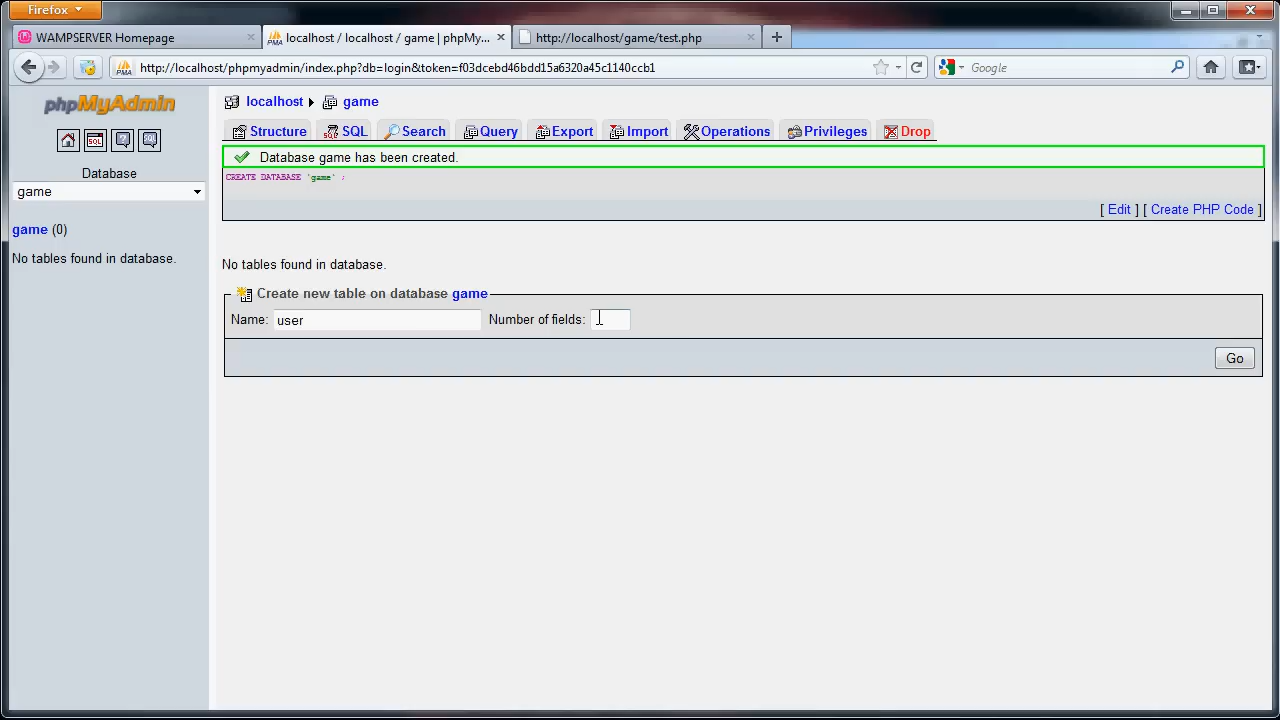 Firefox
WAMPSERVER Homepage
localhost / localhost / game | phpMy...
http://localhost/game/test.php
http://localhost/phpmyadmin/index.php?db=login&token=f03dcebd46bdd15a6320a45c1140ccb1
Google
phpMyAdmin
localhost
game
Structure
SQL
Search
Query
Export
Import
Operations
Privileges
Drop
Database
game
game (0)
No tables found in database.
Database game has been created.
CREATE DATABASE `game` ;
[ Edit ] [ Create PHP Code ]
No tables found in database.
Create new table on database game
Name: user Number of fields:
Go